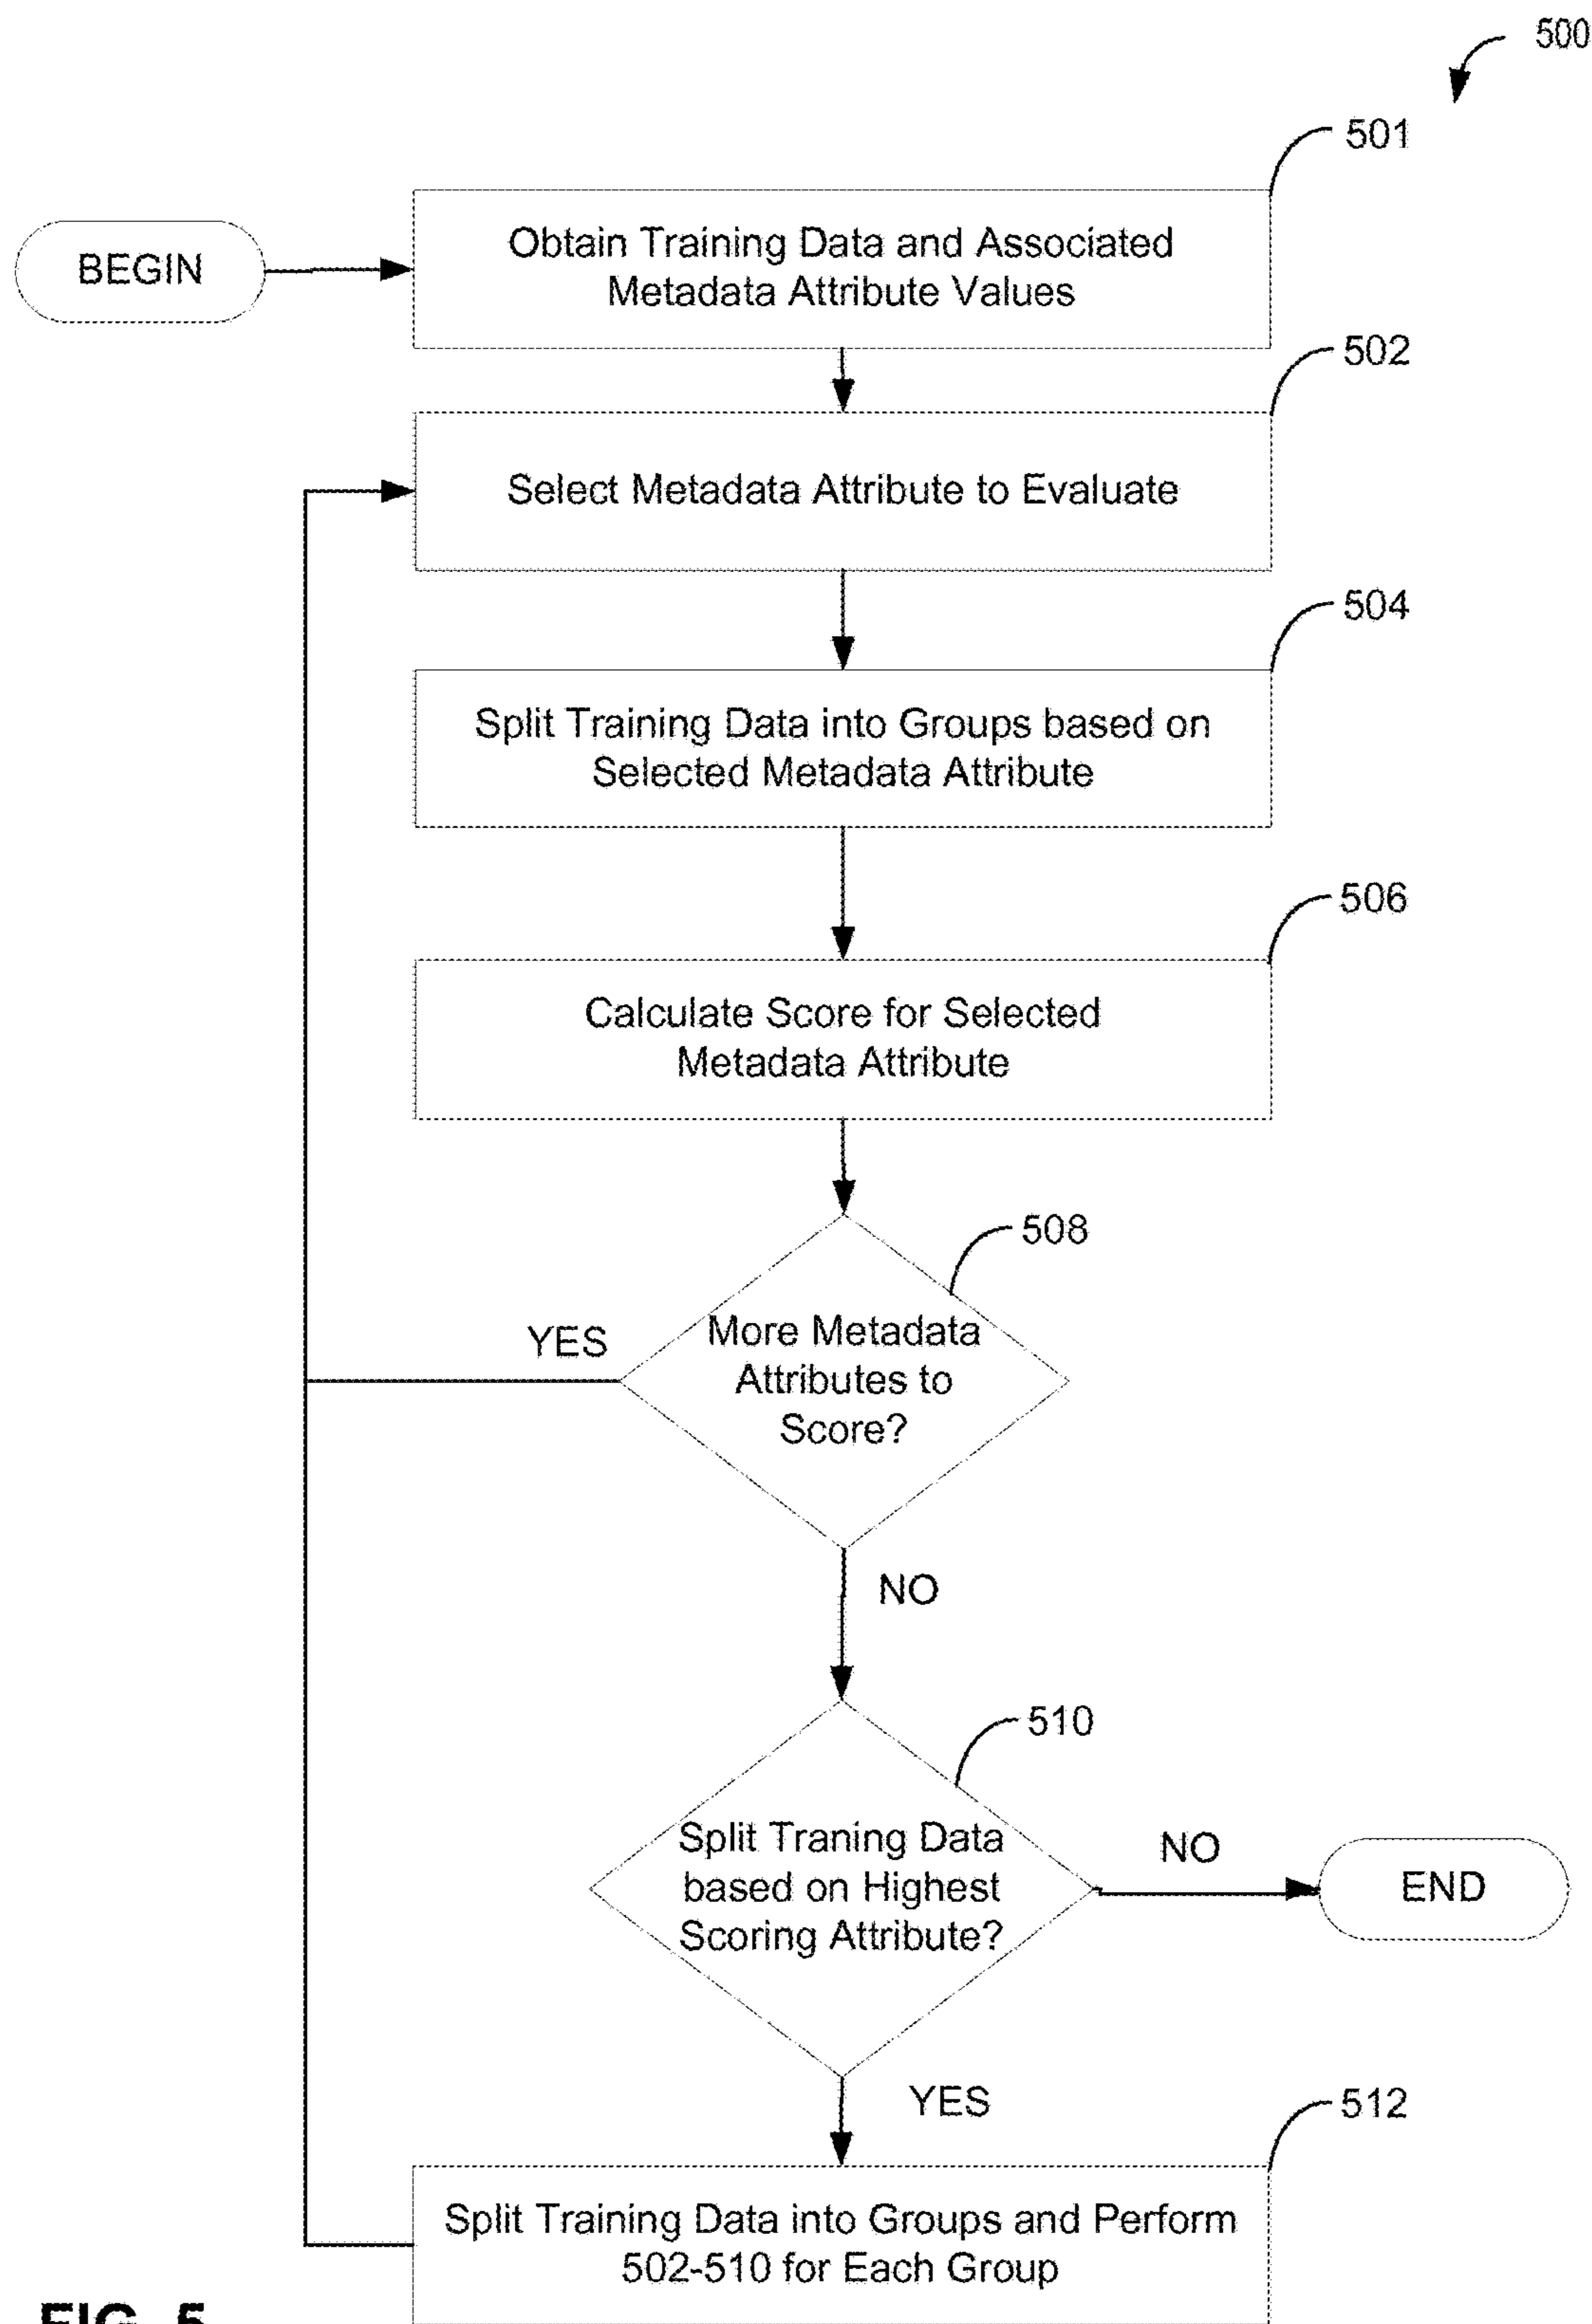 500
501
BEGIN
Obtain Training Data and Associated
Metadata Attribute Values
502
Select Metadata Attribute to Evaluate
504
Split Training Data into Groups based on
Selected Metadata Attribute
506
Calculate Score for Selected
Metadata Attribute
508
YES
More Metadata
Attributes to
Score?
NO
510
Split Traning Data
based on Highest
Scoring Attribute?
NO
END
YES
512
Split Training Data into Groups and Perform
502-510 for Each Group
FIG. 5